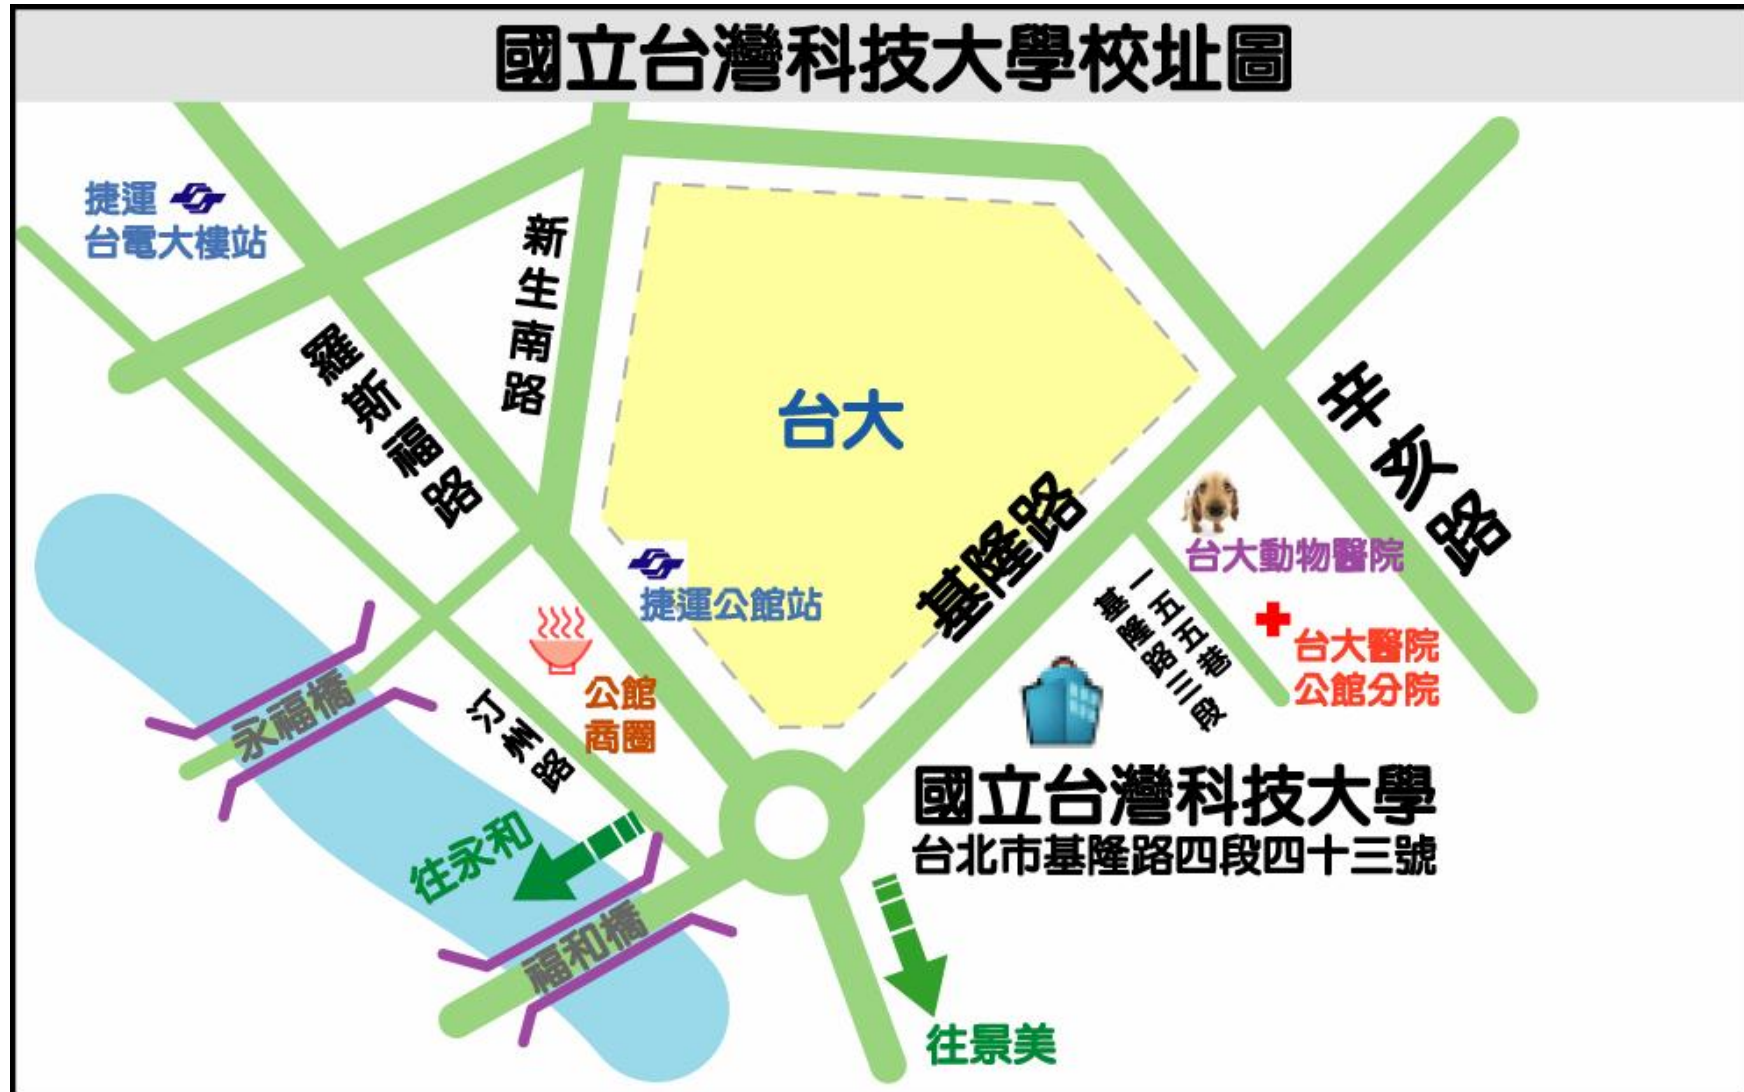 國立台灣科技大學校址圖
捷運
台電大樓站
新生南路
羅斯福路
台大
辛亥路
基隆路
台大動物醫院
捷運公館站
基隆路三段
一五五巷
台大醫院
公館分院
公館
商圈
永福橋
汀州路
國立台灣科技大學
台北市基隆路四段四十三號
往永和
福和橋
往景美